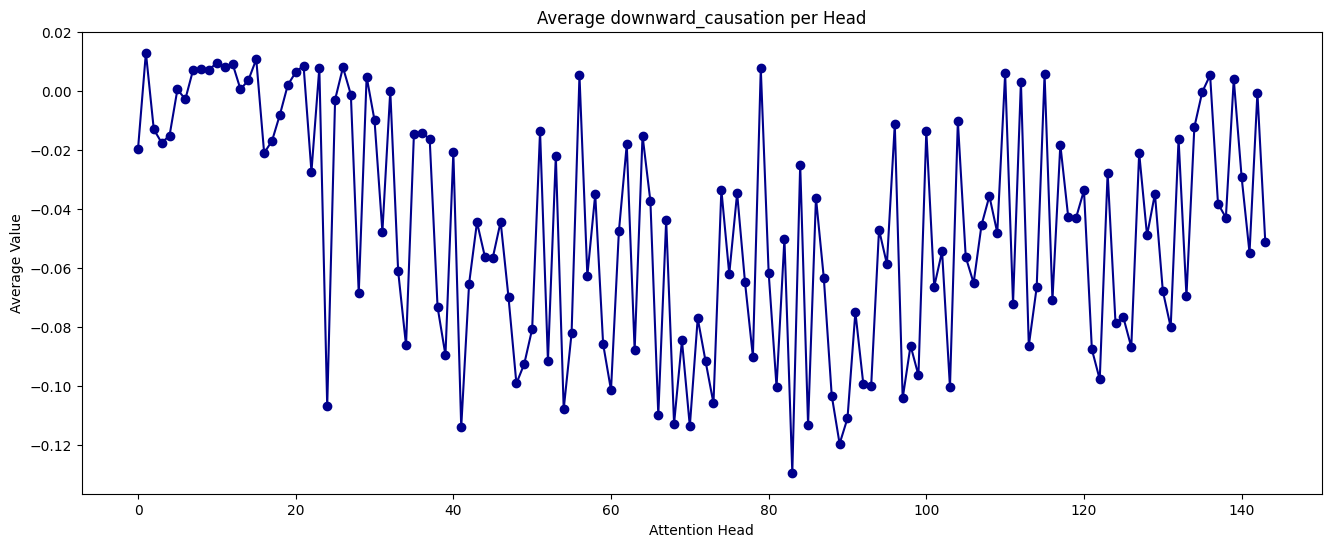 Average downward_causation per Head
0.02
0.00
−0.02
−0.04
−0.06
−0.08
−0.10
−0.12
Average Value
0 20 40 60 80 100 120 140
Attention Head